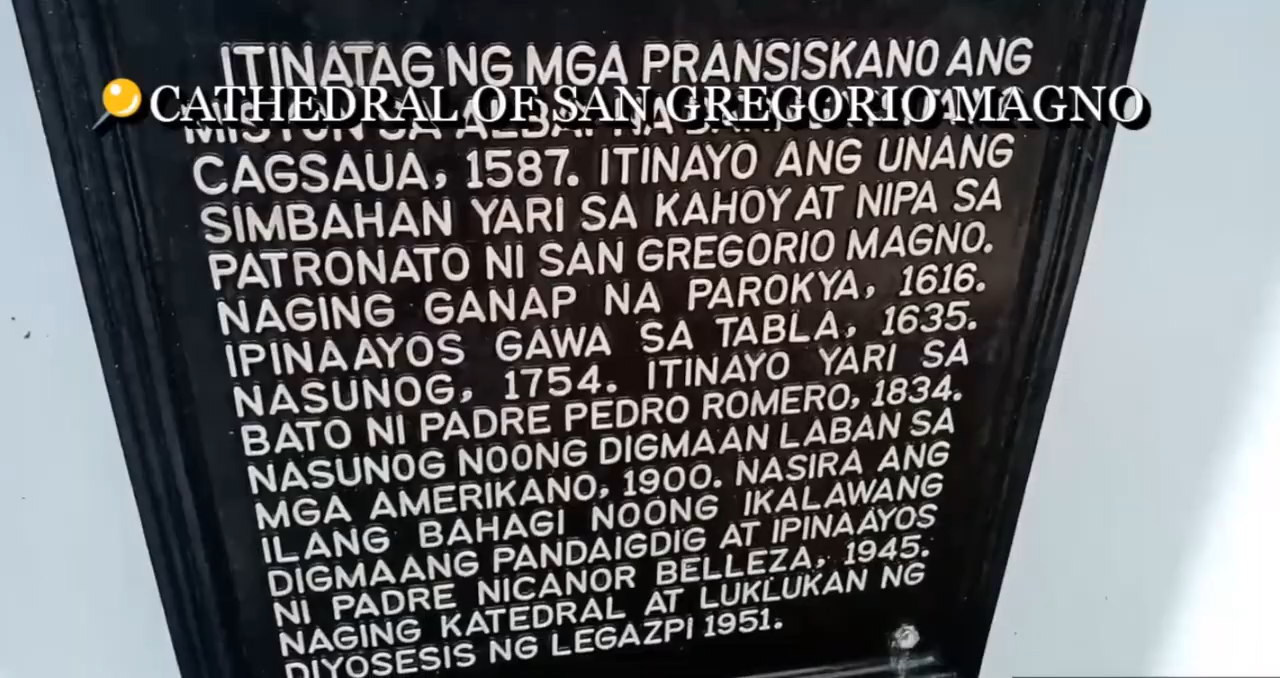 ITINATAG NG MGA PRANSISKANO ANG
📍CATHEDRAL OF SAN GREGORIO MAGNO
MISYON SA ALBAY NA
CAGSAUA, 1587. ITINAYO ANG UNANG
SIMBAHAN YARI SA KAHOY AT NIPA SA
PATRONATO NI SAN GREGORIO MAGNO.
NAGING GANAP NA PAROKYA, 1616.
IPINAAYOS GAWA SA TABLA, 1635.
NASUNOG, 1754. ITINAYO YARI SA
BATO NI PADRE PEDRO ROMERO, 1834.
NASUNOG NOONG DIGMAAN LABAN SA
MGA AMERIKANO, 1900. NASIRA ANG
ILANG BAHAGI NOONG IKALAWANG
DIGMAANG PANDAIGDIG AT IPINAAYOS
NI PADRE NICANOR BELLEZA, 1945.
NAGING KATEDRAL AT LUKLUKAN NG
DIYOSESIS NG LEGAZPI 1951.